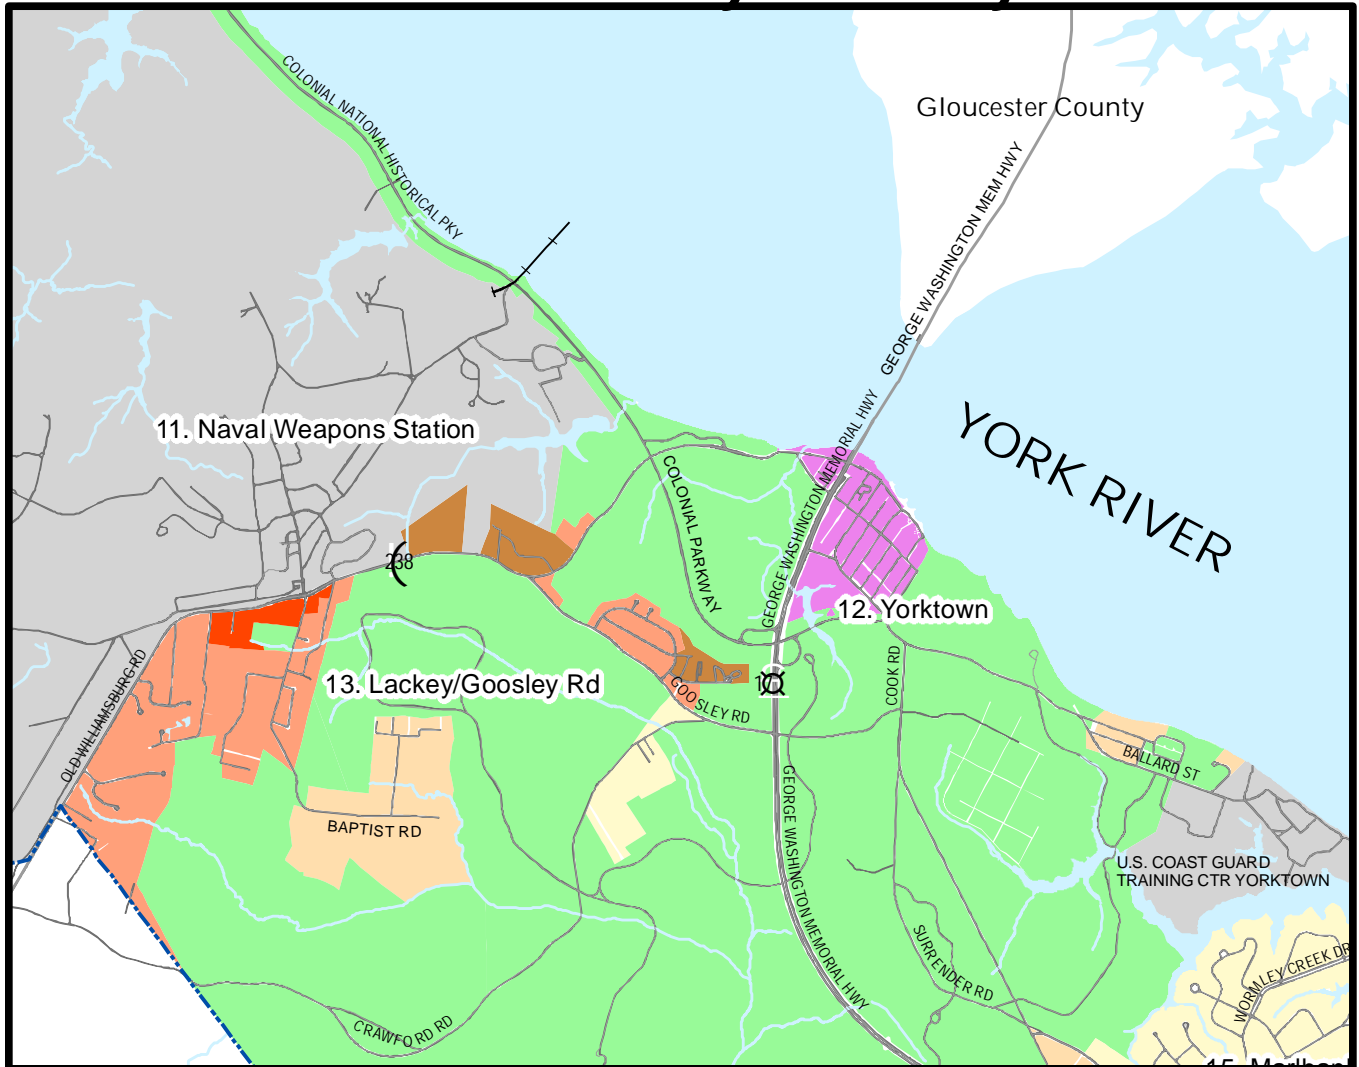 COLONIAL NATIONAL HISTORICAL PKY
Gloucester County
GEORGE WASHINGTON MEM HWY
GEORGE WASHINGTON MEMORIAL HWY
YORK RIVER
11. Naval Weapons Station
COLONIAL PARKWAY
238
12. Yorktown
13. Lackey/Goosley Rd
OLD WILLIAMSBURG RD
GOOSLEY RD
COOK RD
BALLARD ST
BAPTIST RD
GEORGE WASHINGTON MEMORIAL HWY
U.S. COAST GUARD
TRAINING CTR YORKTOWN
SURRENDER RD
WORMLEY CREEK DR
CRAWFORD RD